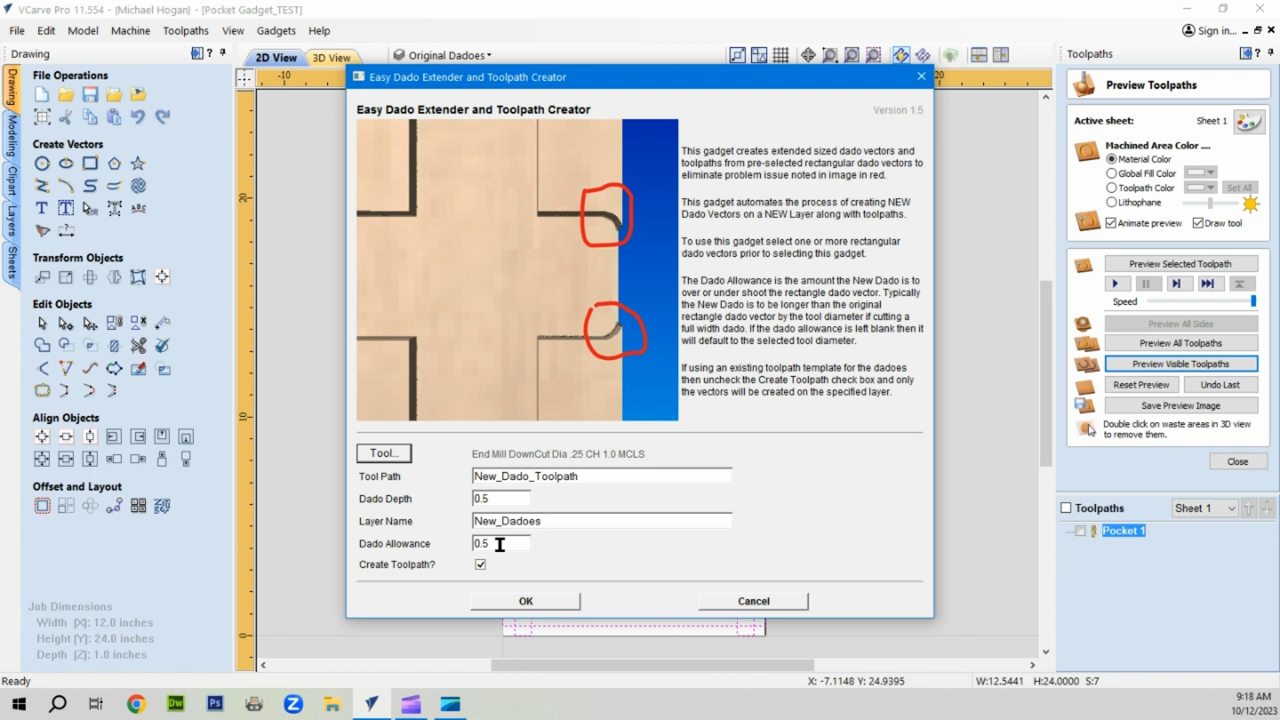 VCarve Pro 11.554 - (Michael Hogan) - [Pocket Gadget_TEST]
File Edit Model Machine Toolpaths View Gadgets Help
Sign in...
Drawing
2D View
3D View
Original Dadoes
Toolpaths
Drawing
Modeling
Clipart
Layers
Sheets
File Operations
Create Vectors
Transform Objects
Edit Objects
Align Objects
Offset and Layout
Job Dimensions
Width (X): 12.0 inches
Height (Y): 24.0 inches
Depth (Z): 1.0 inches
-10
20
20
10
0
Easy Dado Extender and Toolpath Creator
Easy Dado Extender and Toolpath Creator
Version 1.5
This gadget creates extended sized dado vectors and
toolpaths from pre-selected rectangular dado vectors to
eliminate problem issue noted in image in red.
This gadget automates the process of creating NEW
Dado Vectors on a NEW Layer along with toolpaths.
To use this gadget select one or more rectangular
dado vectors prior to selecting this gadget.
The Dado Allowance is the amount the New Dado is to
over or under shoot the rectangle dado vector. Typically
the New Dado is to be longer than the original
rectangle dado vector by the tool diameter if cutting a
full width dado. If the dado allowance is left blank then it
will default to the selected tool diameter.
If using an existing toolpath template for the dadoes
then uncheck the Create Toolpath check box and only
the vectors will be created on the specified layer.
Tool...
End Mill DownCut Dia .25 CH 1.0 MCLS
Tool Path
New_Dado_Toolpath
Dado Depth
0.5
Layer Name
New_Dadoes
Dado Allowance
0.5
Create Toolpath?
OK
Cancel
Preview Toolpaths
Active sheet: Sheet 1
Machined Area Color ....
Material Color
Global Fill Color
Toolpath Color
Set All
Lithophane
Animate preview
Draw tool
Preview Selected Toolpath
Speed
Preview All Sides
Preview All Toolpaths
Preview Visible Toolpaths
Reset Preview
Undo Last
Save Preview Image
Double click on waste areas in 3D view
to remove them.
Close
Toolpaths
Sheet 1
Pocket 1
Ready
X: -7.1148 Y: 24.9395
W:12.5441 H:24.0000 S:7
Dw
Ps
Z
9:18 AM
10/12/2023